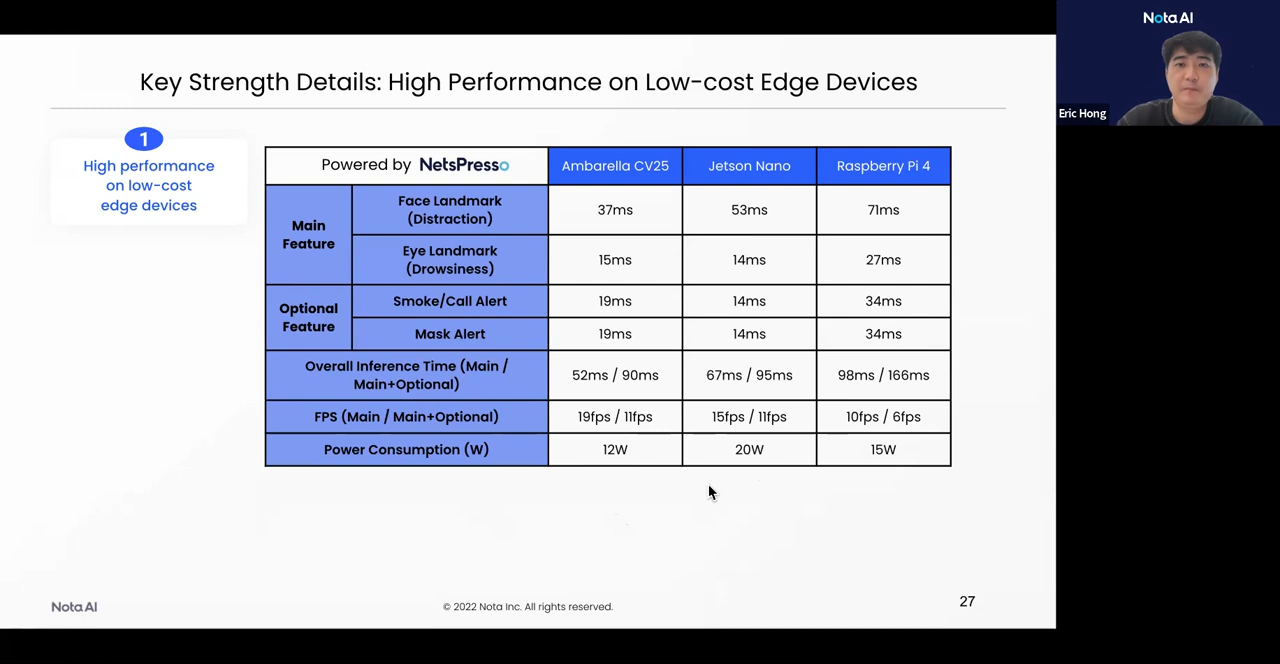 Nota AI
Eric Hong
Key Strength Details: High Performance on Low-cost Edge Devices
1
High performance
on low-cost
edge devices
Powered by NetsPresso Ambarella CV25 Jetson Nano Raspberry Pi 4
Main
Feature
Face Landmark
(Distraction)
37ms 53ms 71ms
Eye Landmark
(Drowsiness)
15ms 14ms 27ms
Optional
Feature
Smoke/Call Alert 19ms 14ms 34ms
Mask Alert 19ms 14ms 34ms
Overall Inference Time (Main /
Main+Optional)
52ms / 90ms 67ms / 95ms 98ms / 166ms
FPS (Main / Main+Optional) 19fps / 11fps 15fps / 11fps 10fps / 6fps
Power Consumption (W) 12W 20W 15W
Nota AI
© 2022 Nota Inc. All rights reserved.
27